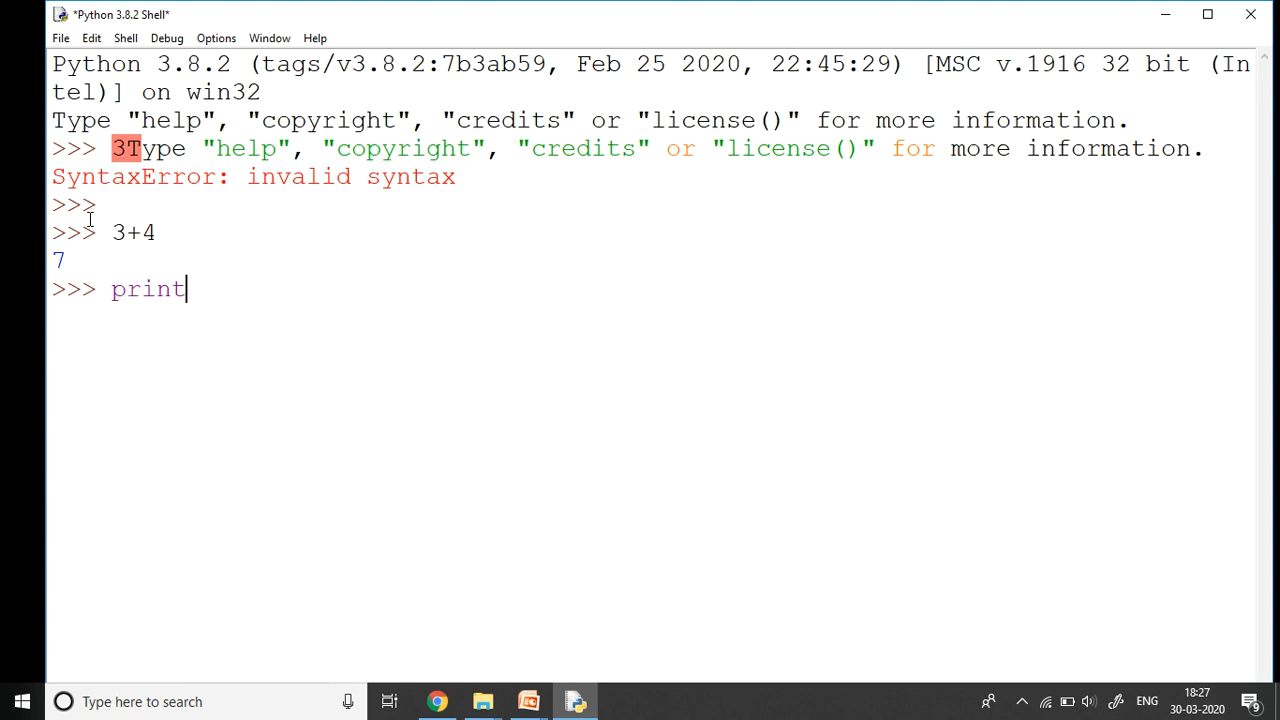 *Python 3.8.2 Shell*
File Edit Shell Debug Options Window Help
Python 3.8.2 (tags/v3.8.2:7b3ab59, Feb 25 2020, 22:45:29) [MSC v.1916 32 bit (In
tel)] on win32
Type "help", "copyright", "credits" or "license()" for more information.
>>> 3Type "help", "copyright", "credits" or "license()" for more information.
SyntaxError: invalid syntax
>>>
>>> 3+4
7
>>> print
Type here to search ENG 18:27
30-03-2020 9